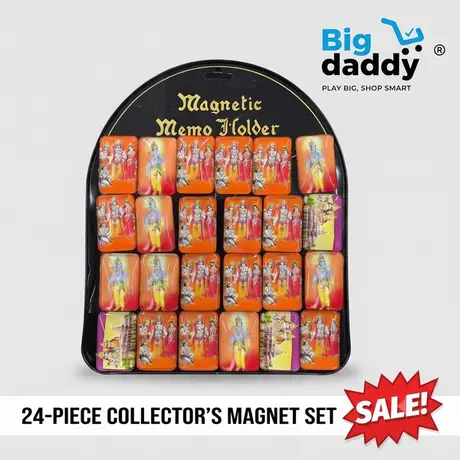 Big
daddy®
PLAY BIG, SHOP SMART
Magnetic
Memo Holder
24-PIECE COLLECTOR'S MAGNET SET
SALE!